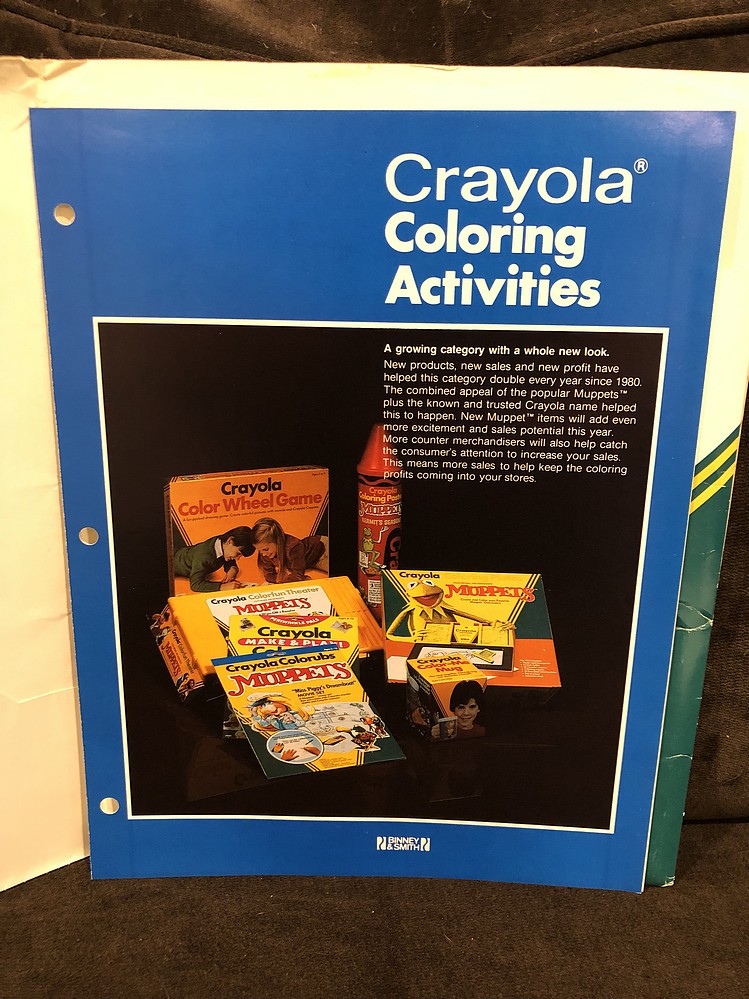 Crayola®
Coloring
Activities
A growing category with a whole new look.
New products, new sales and new profit have
helped this category double every year since 1980.
The combined appeal of the popular Muppets™
plus the known and trusted Crayola name helped
this to happen. New Muppet™ items will add even
more excitement and sales potential this year.
More counter merchandisers will also help catch
the consumer's attention to increase your sales.
This means more sales to help keep the coloring
profits coming into your stores.
Crayola
Color Wheel Game
Crayola
Coloring Poster
MUPPETS
KERMIT'S
Crayola Colorfun Theater
MUPPETS
PERIWINKLE PALS
Crayola
MAKE & PLAY!
Crayola Colorubs
MUPPETS
"Miss Piggy's Dreamboat"
MOVIE SET
Crayola
MUPPETS
Crayola
Color-Me
Mug
BINNEY
& SMITH